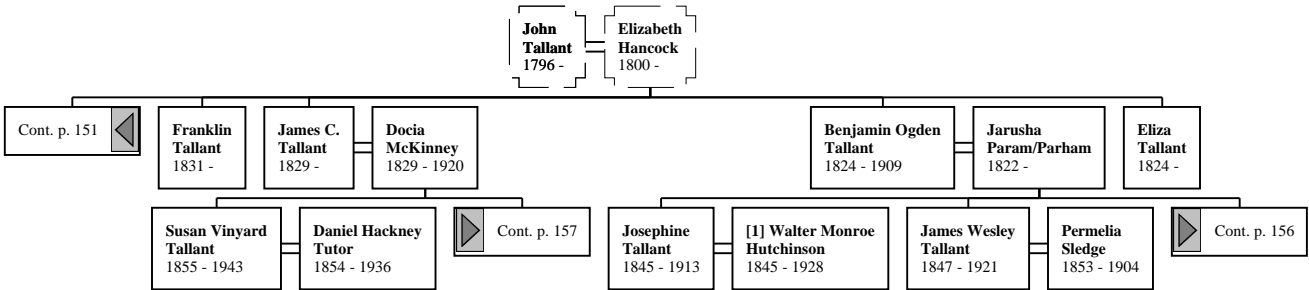 John
Tallant
1796 -
Elizabeth
Hancock
1800 -
Cont. p. 151
Franklin
Tallant
1831 -
James C.
Tallant
1829 -
Docia
McKinney
1829 - 1920
Benjamin Ogden
Tallant
1824 - 1909
Jarusha
Param/Parham
1822 -
Eliza
Tallant
1824 -
Susan Vinyard
Tallant
1855 - 1943
Daniel Hackney
Tutor
1854 - 1936
Cont. p. 157
Josephine
Tallant
1845 - 1913
[1] Walter Monroe
Hutchinson
1845 - 1928
James Wesley
Tallant
1847 - 1921
Permelia
Sledge
1853 - 1904
Cont. p. 156